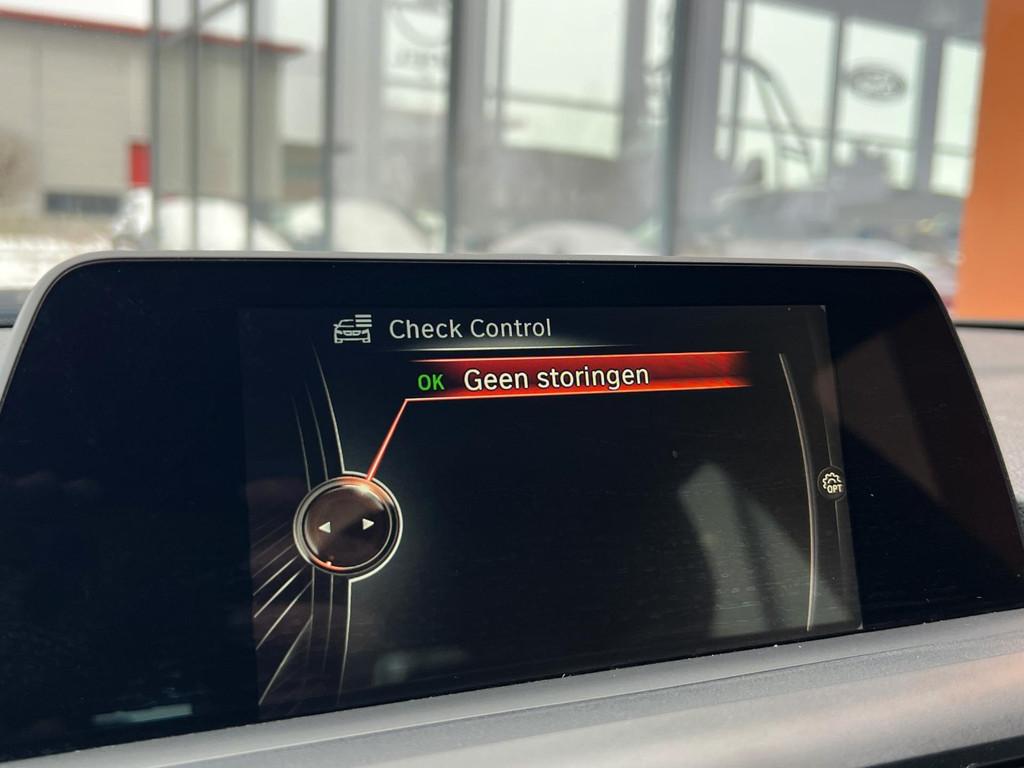 Check Control
OK Geen storingen
OPT